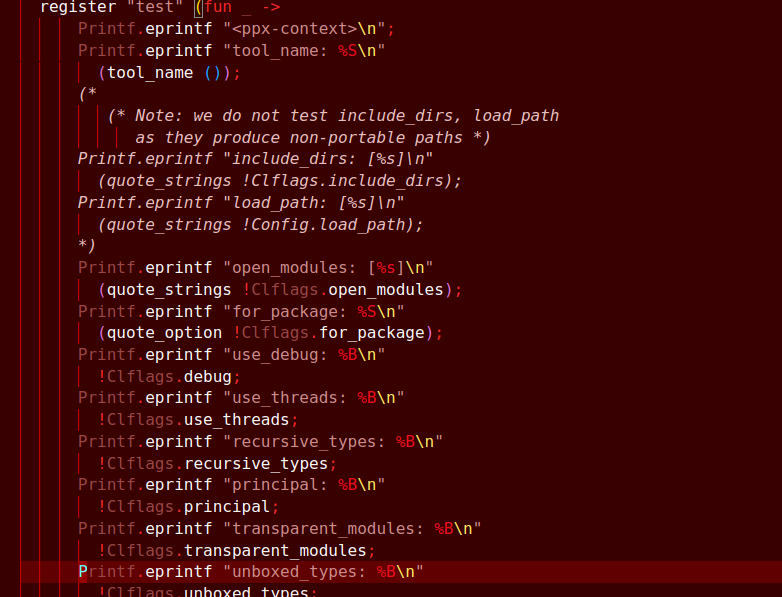 register "test" (fun _ ->
Printf.eprintf "<ppx-context>\n";
Printf.eprintf "tool_name: %S\n"
(tool_name ());
(*
(* Note: we do not test include_dirs, load_path
as they produce non-portable paths *)
Printf.eprintf "include_dirs: [%s]\n"
(quote_strings !Clflags.include_dirs);
Printf.eprintf "load_path: [%s]\n"
(quote_strings !Config.load_path);
*)
Printf.eprintf "open_modules: [%s]\n"
(quote_strings !Clflags.open_modules);
Printf.eprintf "for_package: %S\n"
(quote_option !Clflags.for_package);
Printf.eprintf "use_debug: %B\n"
!Clflags.debug;
Printf.eprintf "use_threads: %B\n"
!Clflags.use_threads;
Printf.eprintf "recursive_types: %B\n"
!Clflags.recursive_types;
Printf.eprintf "principal: %B\n"
!Clflags.principal;
Printf.eprintf "transparent_modules: %B\n"
!Clflags.transparent_modules;
Printf.eprintf "unboxed_types: %B\n"
!Clflags.unboxed_types;